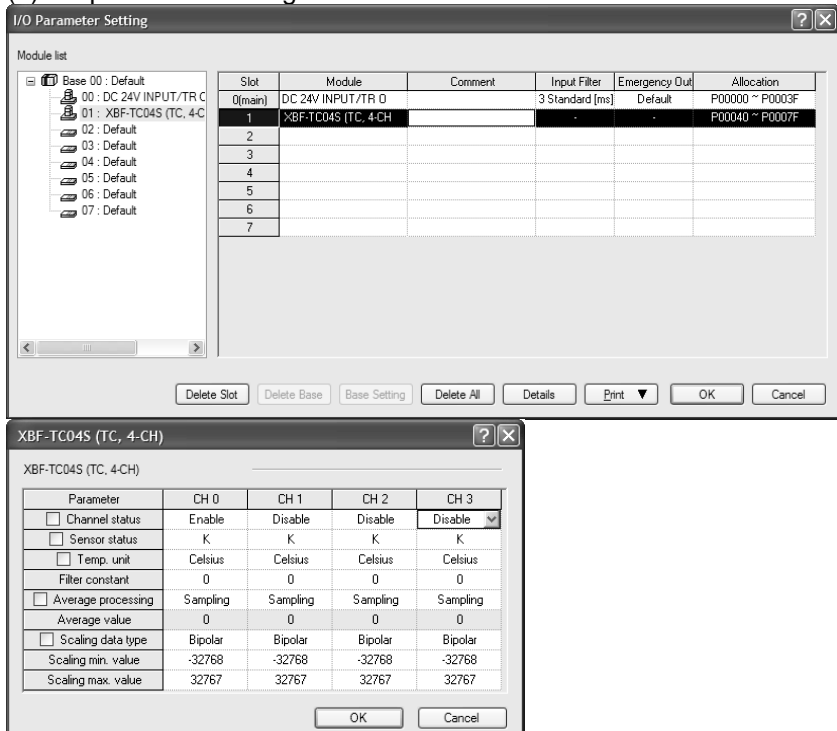 I/O Parameter Setting
Module list
Base 00 : Default
00 : DC 24V INPUT/TR O
01 : XBF-TC04S (TC, 4-C
02 : Default
03 : Default
04 : Default
05 : Default
06 : Default
07 : Default
Slot Module Comment Input Filter Emergency Out Allocation
0(main) DC 24V INPUT/TR O 3 Standard [ms] Default P00000 ~ P0003F
1 XBF-TC04S (TC, 4-CH - - P00040 ~ P0007F
2
3
4
5
6
7
Delete Slot Delete Base Base Setting Delete All Details Print ▼ OK Cancel
XBF-TC04S (TC, 4-CH)
XBF-TC04S (TC, 4-CH)
Parameter CH 0 CH 1 CH 2 CH 3
Channel status Enable Disable Disable Disable
Sensor status K K K K
Temp. unit Celsius Celsius Celsius Celsius
Filter constant 0 0 0 0
Average processing Sampling Sampling Sampling Sampling
Average value 0 0 0 0
Scaling data type Bipolar Bipolar Bipolar Bipolar
Scaling min. value -32768 -32768 -32768 -32768
Scaling max. value 32767 32767 32767 32767
OK Cancel